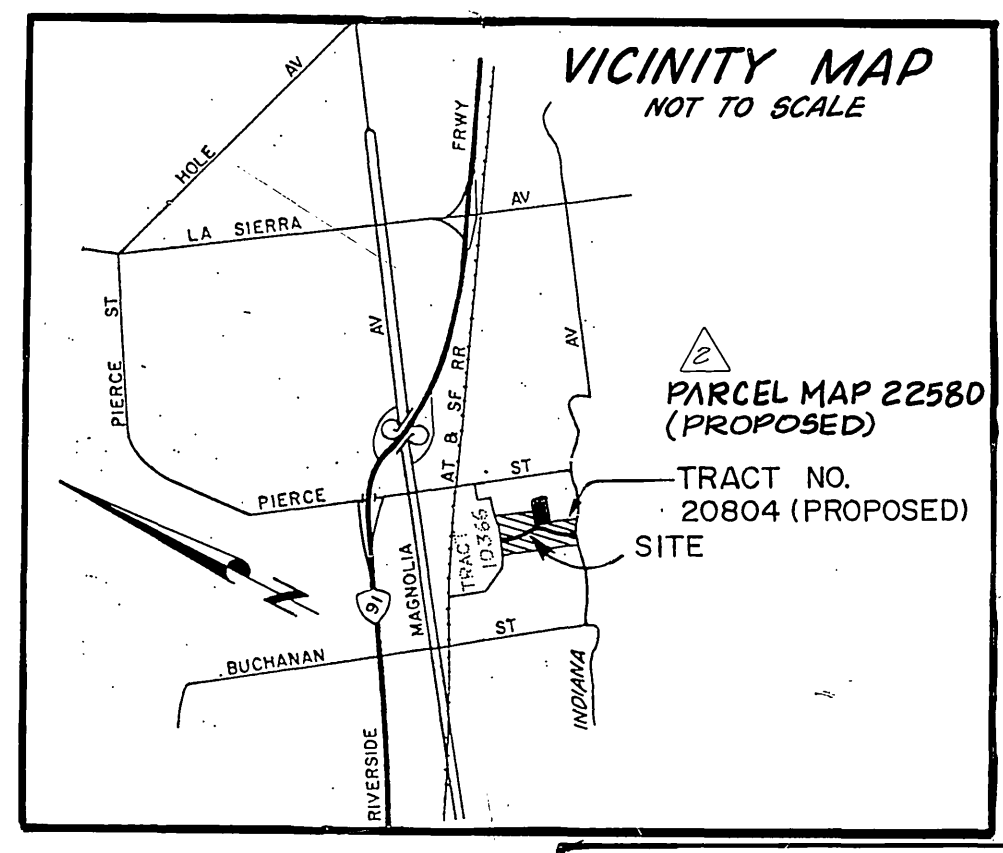 VICINITY MAP
NOT TO SCALE
HOLE AV
FRWY
LA SIERRA AV
PIERCE ST
AV
AV
2
PARCEL MAP 22580
(PROPOSED)
AT & SF RR
PIERCE ST
TRACT NO.
20804 (PROPOSED)
SITE
TRACT
10366
MAGNOLIA
91
BUCHANAN ST
INDIANA
RIVERSIDE
N